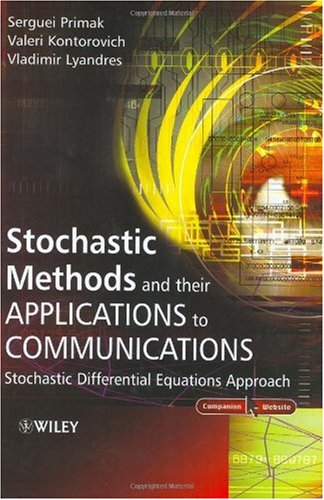 Serguei Primak
Valeri Kontorovich
Vladimir Lyandres
Stochastic
Methods and their
APPLICATIONS to
COMMUNICATIONS
Stochastic Differential Equations Approach
Companion Website
WILEY